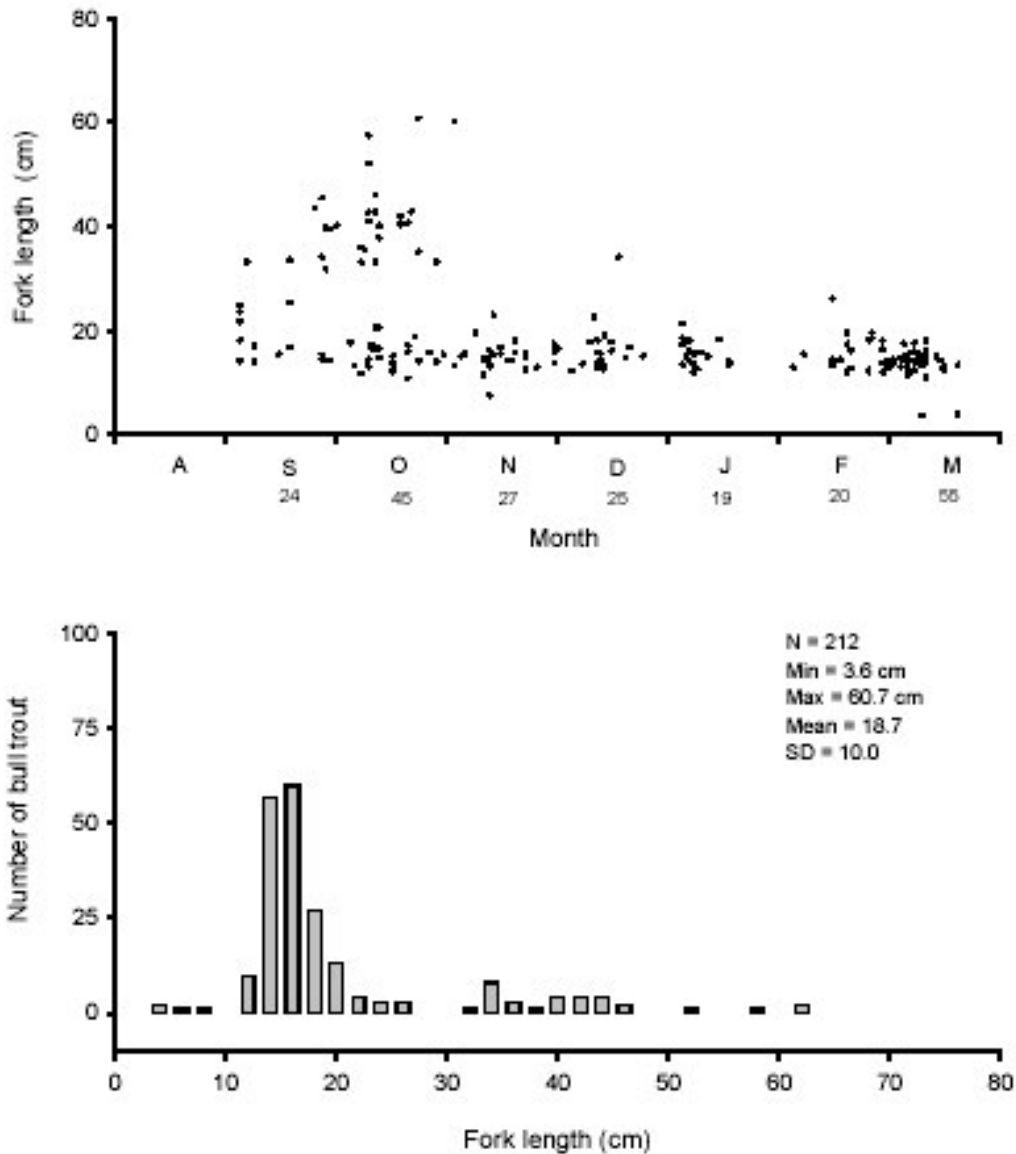 80
60
40
20
0
Fork length (cm)
A S O N D J F M
24 45 27 25 19 20 55
Month
100
75
50
25
0
Number of bull trout
N = 212
Min = 3.6 cm
Max = 60.7 cm
Mean = 18.7
SD = 10.0
0 10 20 30 40 50 60 70 80
Fork length (cm)